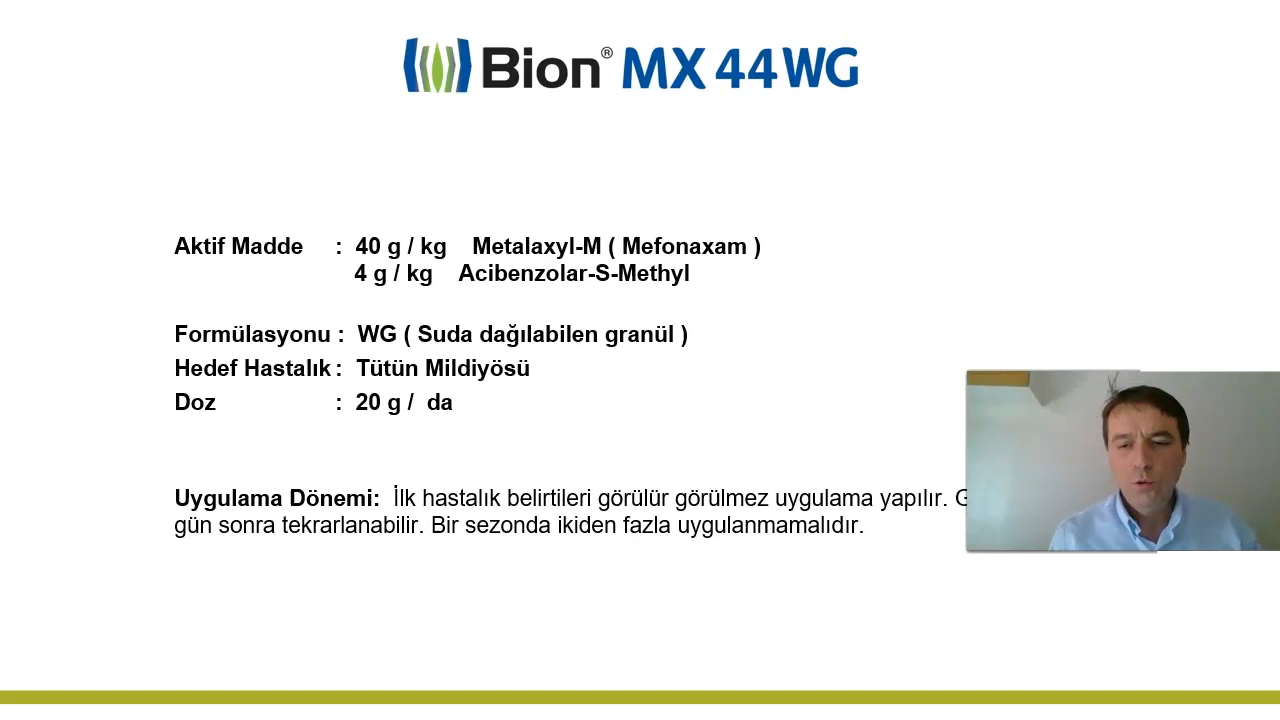 Bion® MX 44WG
Aktif Madde : 40 g / kg Metalaxyl-M ( Mefonaxam )
4 g / kg Acibenzolar-S-Methyl
Formülasyonu : WG ( Suda dağılabilen granül )
Hedef Hastalık : Tütün Mildiyösü
Doz : 20 g / da
Uygulama Dönemi: İlk hastalık belirtileri görülür görülmez uygulama yapılır.
gün sonra tekrarlanabilir. Bir sezonda ikiden fazla uygulanmamalıdır.